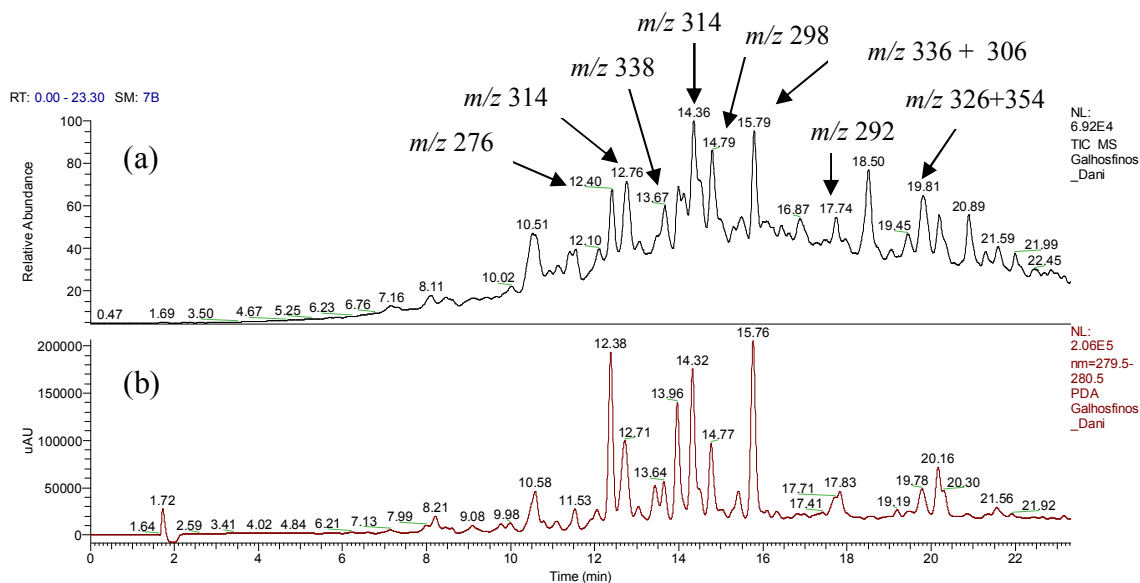 m/z 314
m/z 298
m/z 336 + 306
m/z 338
m/z 326+354
m/z 314
m/z 292
m/z 276
RT: 0.00 - 23.30 SM: 7B
NL:
6.92E4
TIC MS
Galhosfinos
_Dani
(a)
Relative Abundance
100
80
60
40
20
0.47
1.69
3.50
4.67
5.25
6.23
6.76
7.16
8.11
10.02
10.51
12.10
12.40
12.76
13.67
14.36
14.79
15.79
16.87
17.74
18.50
19.45
19.81
20.89
21.59
21.99
22.45
NL:
2.06E5
nm=279.5-
280.5
PDA
Galhosfinos
_Dani
(b)
uAU
200000
150000
100000
50000
0
1.64
1.72
2.59
3.41
4.02
4.84
6.21
7.13
7.99
8.21
9.08
9.98
10.58
11.53
12.38
12.71
13.64
13.96
14.32
14.77
15.76
17.41
17.71
17.83
19.19
19.78
20.16
20.30
21.56
21.92
0 2 4 6 8 10 12 14 16 18 20 22
Time (min)